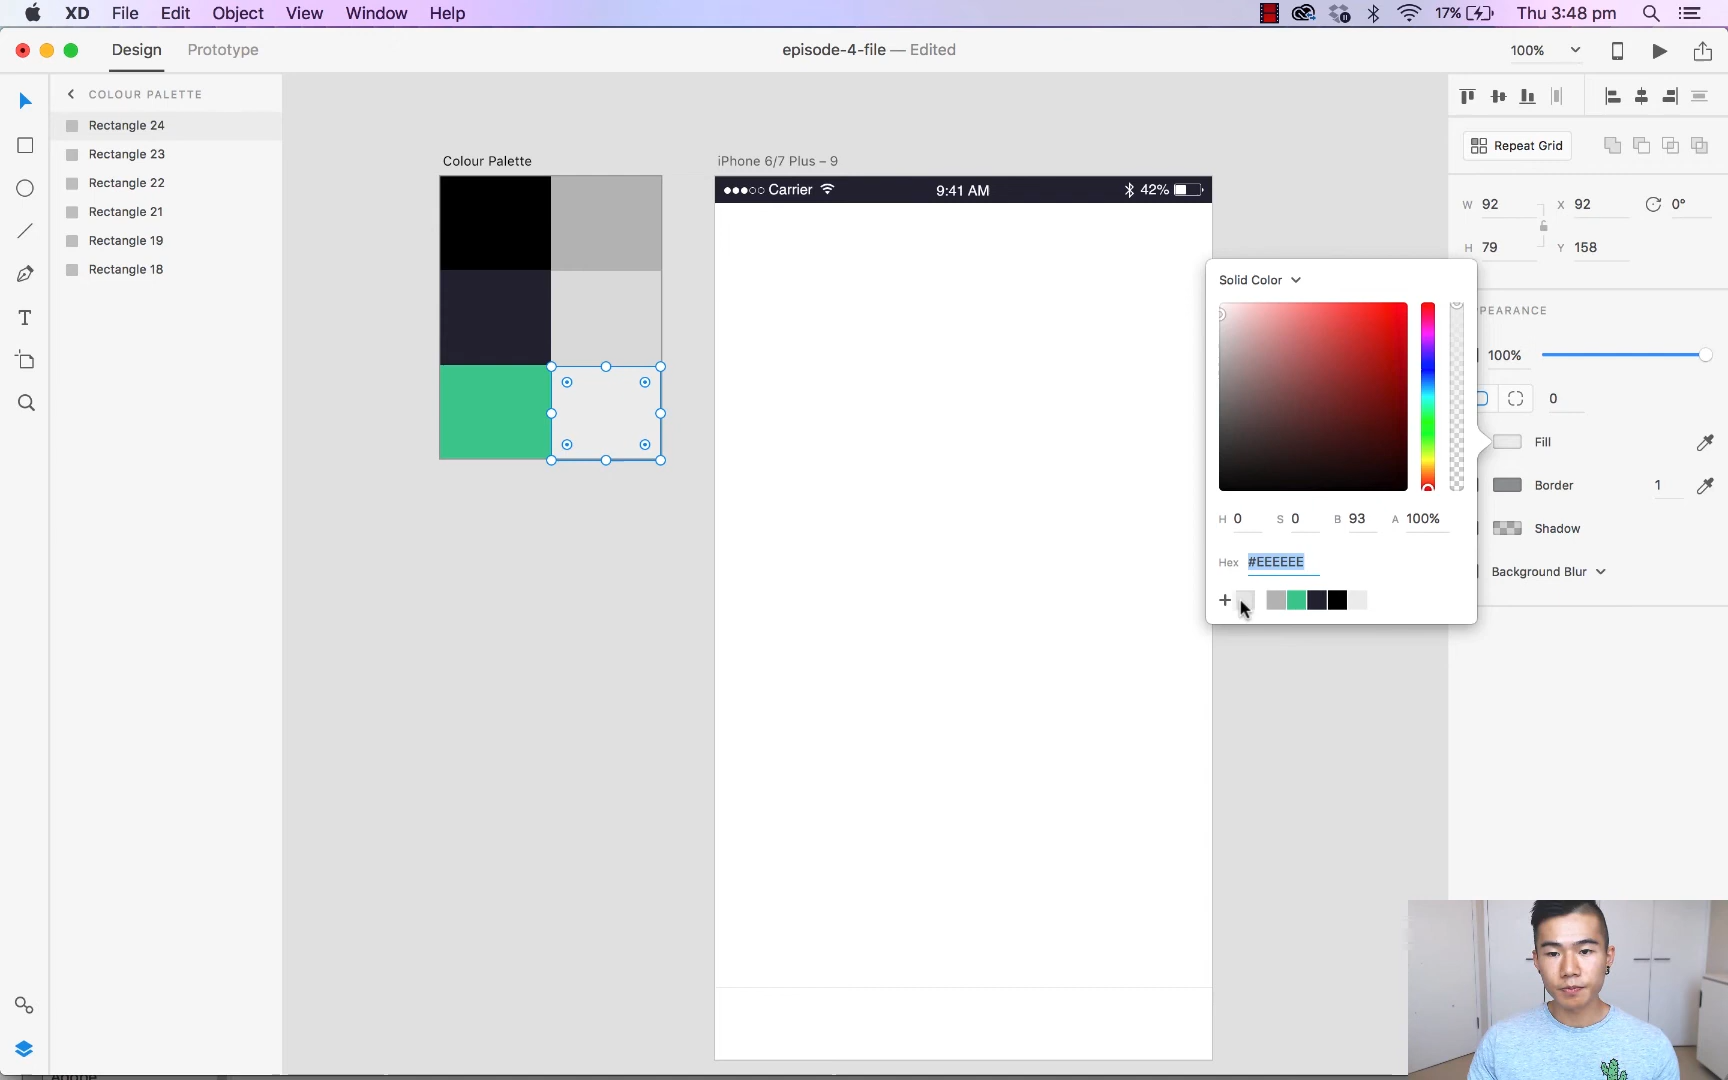 XD File Edit Object View Window Help
17% Thu 3:48 pm
Design Prototype
episode-4-file — Edited
100%
COLOUR PALETTE
Rectangle 24
Rectangle 23
Rectangle 22
Rectangle 21
Rectangle 19
Rectangle 18
Colour Palette
iPhone 6/7 Plus – 9
Carrier 9:41 AM 42%
Repeat Grid
W 92 X 92 0°
H 79 Y 158
PEARANCE
100%
0
Fill
Border 1
Shadow
Background Blur
Solid Color
H 0 S 0 B 93 A 100%
Hex #EEEEEE